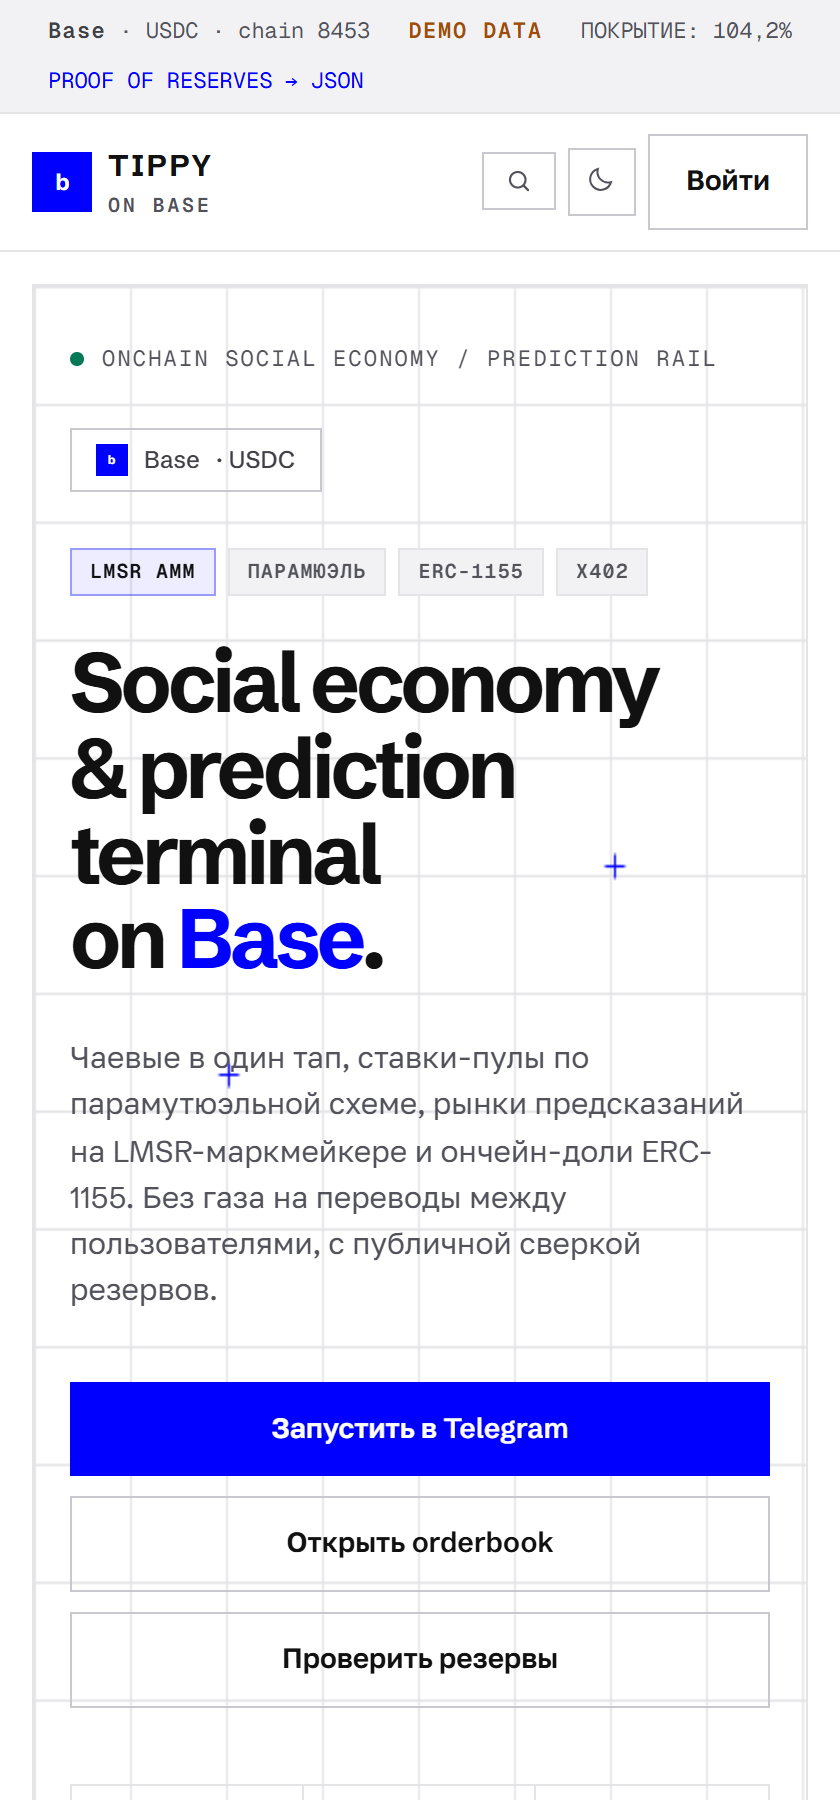 Base · USDC · chain 8453 DEMO DATA ПОКРЫТИЕ: 104,2%
PROOF OF RESERVES → JSON
b TIPPY
ON BASE
Войти
ONCHAIN SOCIAL ECONOMY / PREDICTION RAIL
b Base · USDC
LMSR AMM ПАРАМЮЭЛЬ ERC-1155 X402
Social economy
& prediction
terminal
on Base.
Чаевые в один тап, ставки-пулы по
парамутюэльной схеме, рынки предсказаний
на LMSR-маркмейкере и ончейн-доли ERC-
1155. Без газа на переводы между
пользователями, с публичной сверкой
резервов.
Запустить в Telegram
Открыть orderbook
Проверить резервы